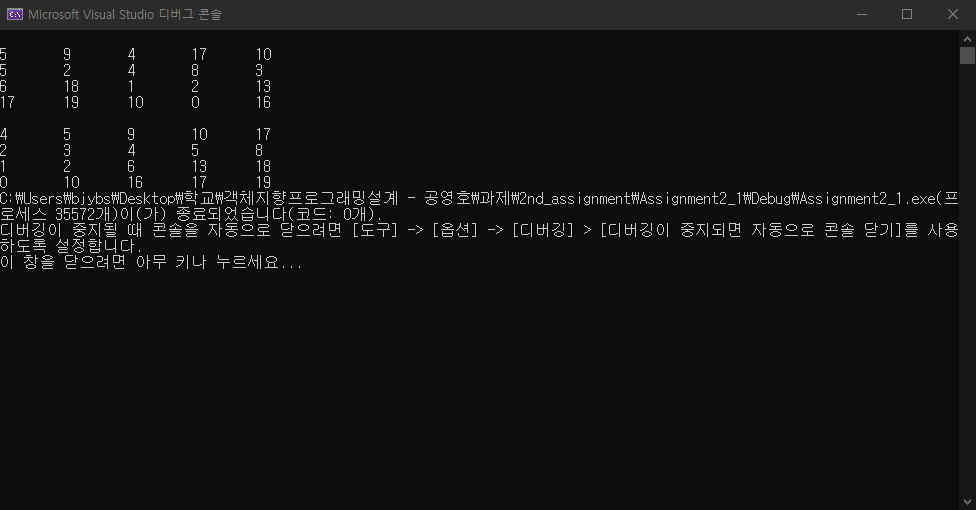 Microsoft Visual Studio 디버그 콘솔
5 9 4 17 10
5 2 4 8 3
6 18 1 2 13
17 19 10 0 16
4 5 9 10 17
2 3 4 5 8
1 2 6 13 18
0 10 16 17 19
C:₩Users₩bjybs₩Desktop₩학교₩객체지향프로그래밍설계 - 공영호₩과제₩2nd_assignment₩Assignment2_1₩Debug₩Assignment2_1.exe(프
로세스 35572개)이(가) 종료되었습니다(코드: 0개).
디버깅이 중지될 때 콘솔을 자동으로 닫으려면 [도구] -> [옵션] -> [디버깅] > [디버깅이 중지되면 자동으로 콘솔 닫기]를 사용
하도록 설정합니다.
이 창을 닫으려면 아무 키나 누르세요...